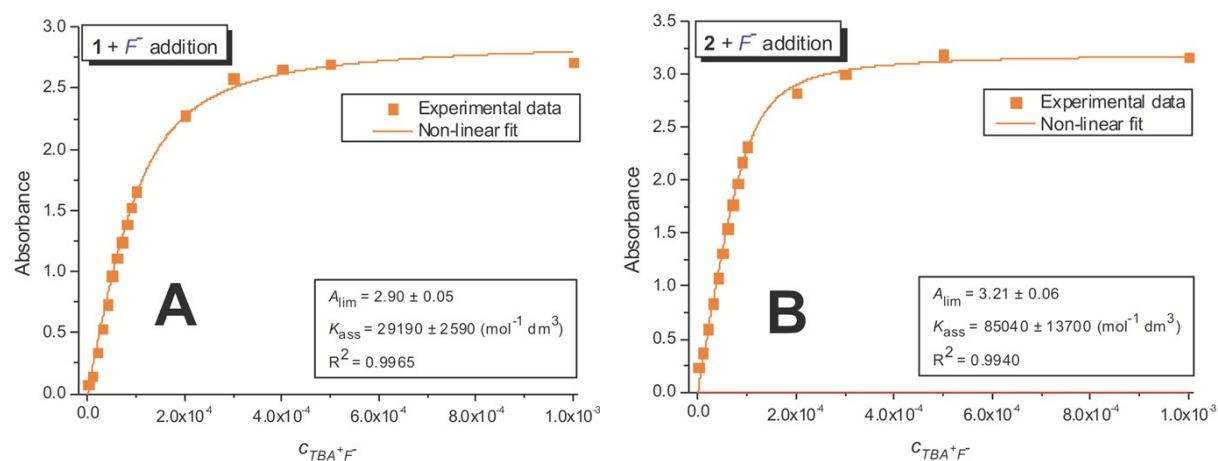 1 + F⁻ addition
Experimental data
Non-linear fit
A
A_lim = 2.90 ± 0.05
K_ass = 29190 ± 2590 (mol⁻¹ dm³)
R² = 0.9965
Absorbance
3.0
2.5
2.0
1.5
1.0
0.5
0.0
0.0 2.0x10⁻⁴ 4.0x10⁻⁴ 6.0x10⁻⁴ 8.0x10⁻⁴ 1.0x10⁻³
c_TBA⁺F⁻
2 + F⁻ addition
Experimental data
Non-linear fit
B
A_lim = 3.21 ± 0.06
K_ass = 85040 ± 13700 (mol⁻¹ dm³)
R² = 0.9940
Absorbance
3.5
3.0
2.5
2.0
1.5
1.0
0.5
0.0
0.0 2.0x10⁻⁴ 4.0x10⁻⁴ 6.0x10⁻⁴ 8.0x10⁻⁴ 1.0x10⁻³
c_TBA⁺F⁻